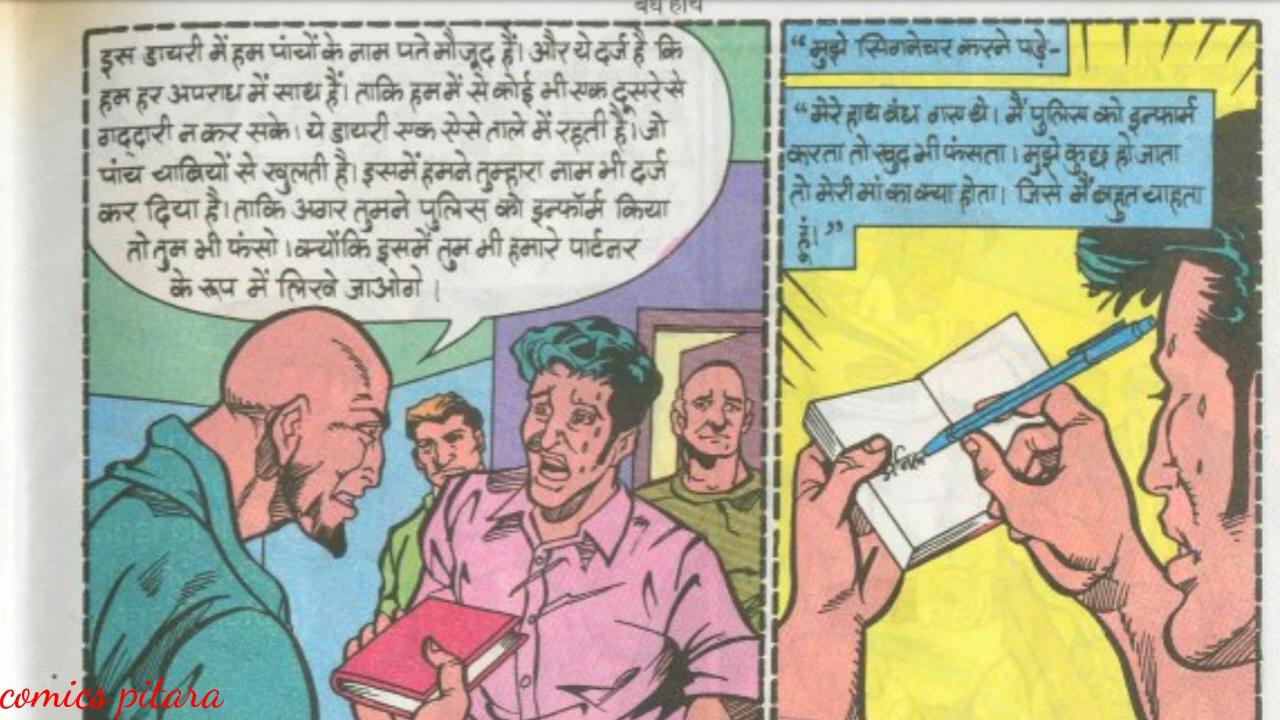 बंधे हाथ
इस डायरी में हम पांचों के नाम पते मौजूद हैं। और ये दर्ज है कि
हम हर अपराध में साथ हैं। ताकि हम में से कोई भी एक दूसरे से
गद्दारी न कर सके। ये डायरी एक ऐसे ताले में रहती है। जो
पांच चाबियों से खुलती है। इसमें हमने तुम्हारा नाम भी दर्ज
कर दिया है। ताकि अगर तुमने पुलिस को इन्फॉर्म किया
तो तुम भी फंसो। क्योंकि इसमें तुम भी हमारे पार्टनर
के रूप में लिखे जाओगे।
“मुझे सिगनेचर करने पड़े-
“मेरे हाथ बंध गए थे। मैं पुलिस को इन्फार्म
करता तो खुद भी फंसता। मुझे कुछ हो जाता
तो मेरी मां का क्या होता। जिसे मैं बहुत चाहता
हूं।”
अनिल
comics pitara